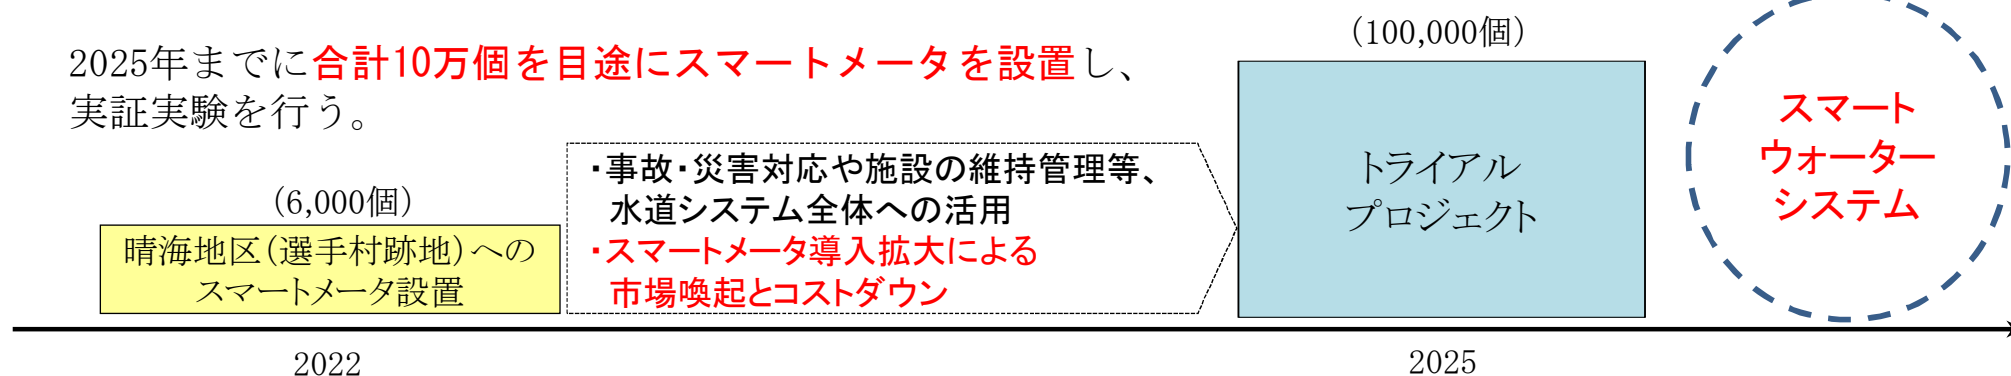 2025年までに合計10万個を目途にスマートメータを設置し、
実証実験を行う。
(6,000個)
晴海地区(選手村跡地)への
スマートメータ設置
・事故・災害対応や施設の維持管理等、
水道システム全体への活用
・スマートメータ導入拡大による
市場喚起とコストダウン
(100,000個)
トライアル
プロジェクト
スマート
ウォーター
システム
2022
2025